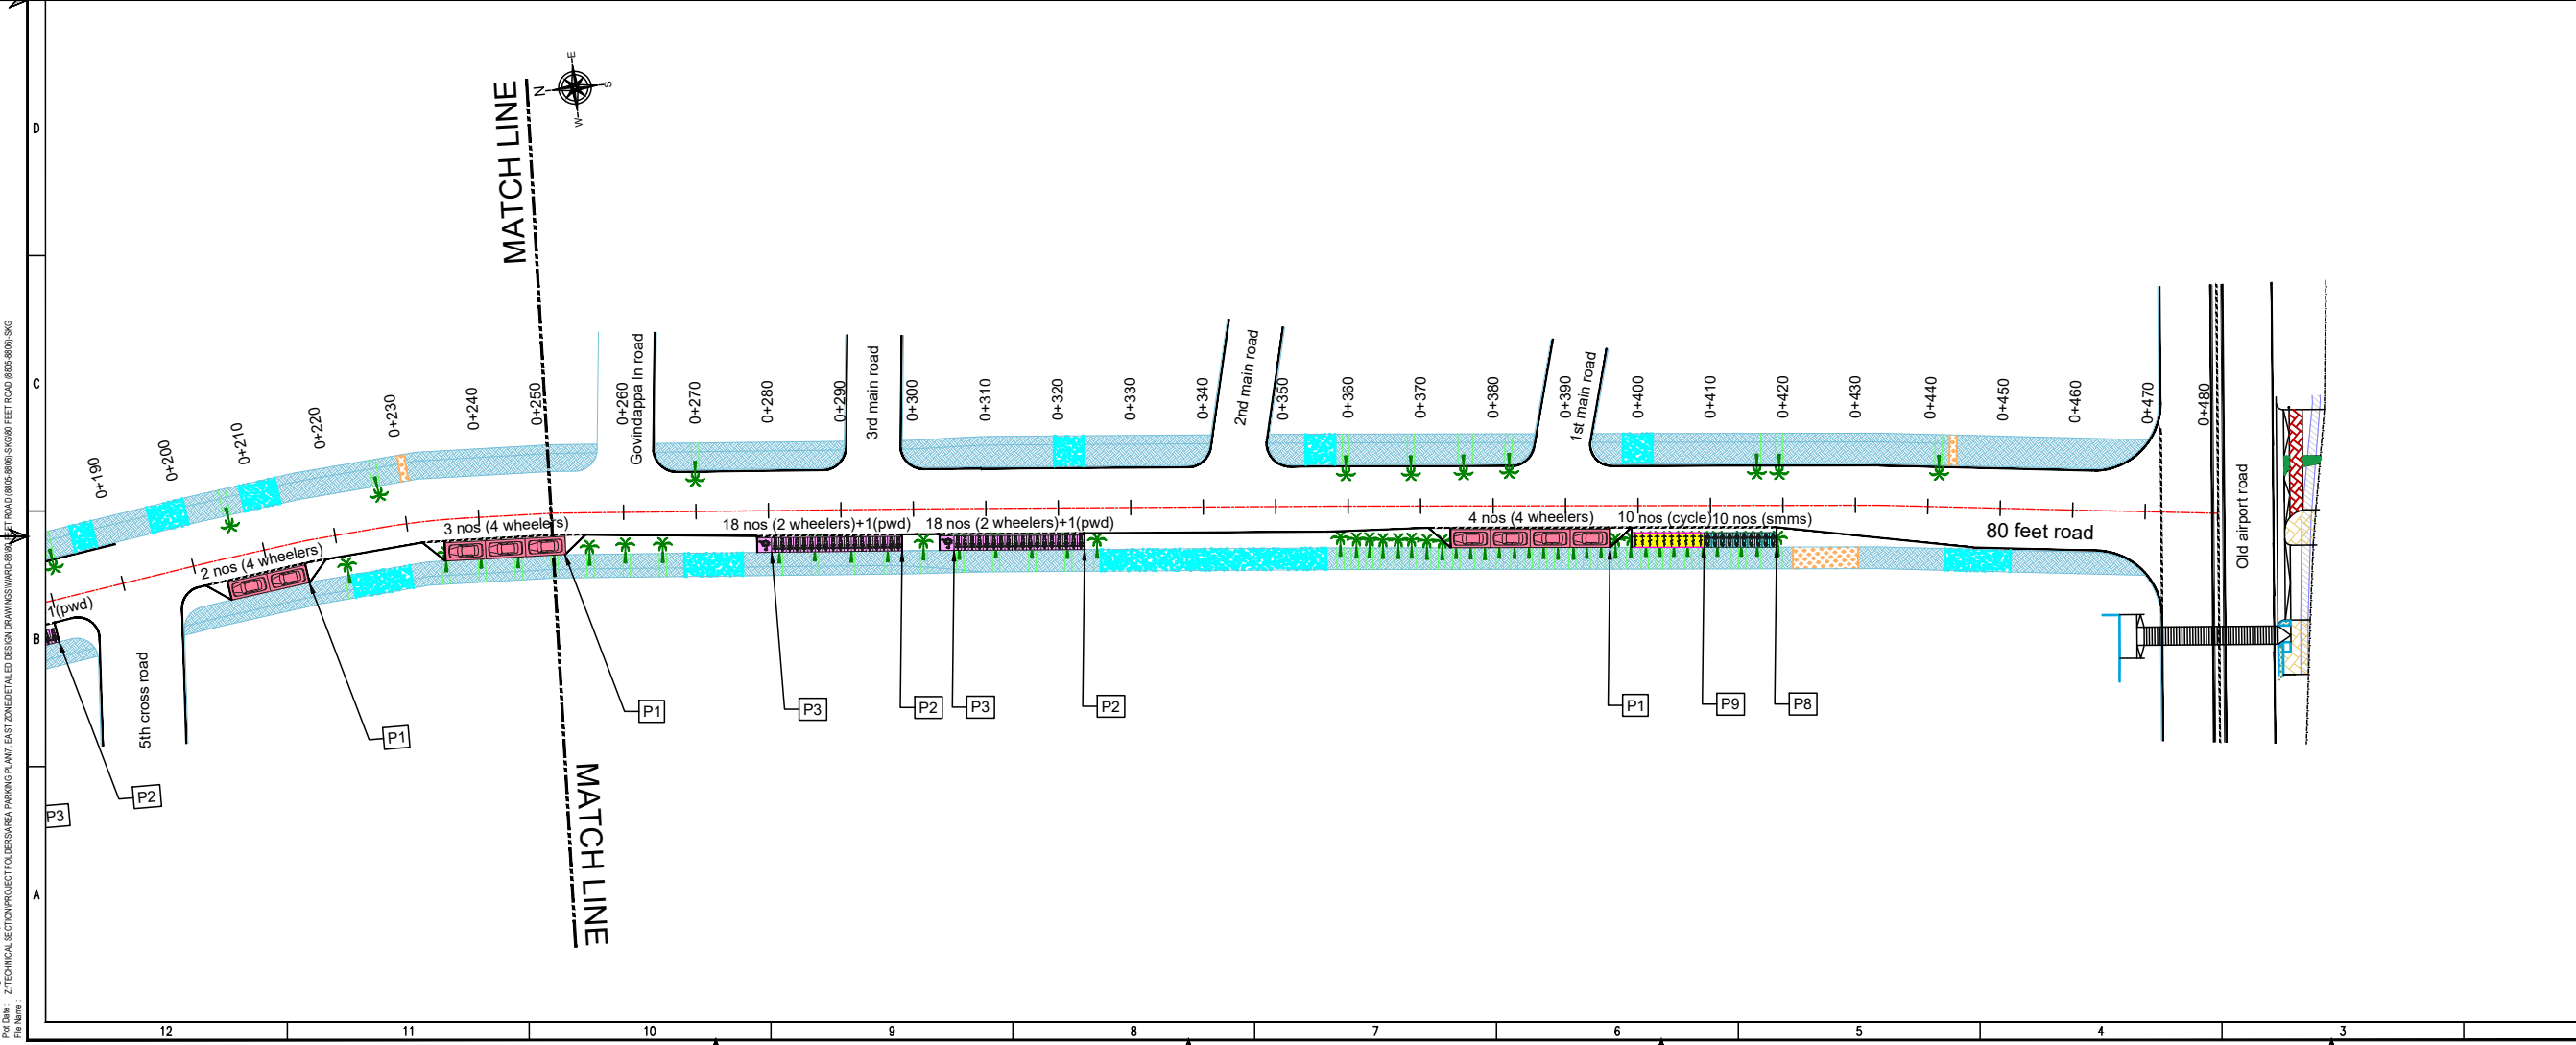 E
N
S
W
MATCH LINE
D
C
B
A
0+190
0+200
0+210
0+220
0+230
0+240
0+250
0+260
Govindappa ln road
0+270
0+280
0+290
3rd main road
0+300
0+310
0+320
0+330
0+340
2nd main road
0+350
0+360
0+370
0+380
0+390
1st main road
0+400
0+410
0+420
0+430
0+440
0+450
0+460
0+470
0+480
Old airport road
1(pwd)
2 nos (4 wheelers)
3 nos (4 wheelers)
18 nos (2 wheelers)+1(pwd)
18 nos (2 wheelers)+1(pwd)
4 nos (4 wheelers)
10 nos (cycle)
10 nos (smms)
80 feet road
5th cross road
P3
P2
P1
P1
P3
P2
P3
P2
P1
P9
P8
MATCH LINE
12
11
10
9
8
7
6
5
4
3
Plot Date :
File Name :